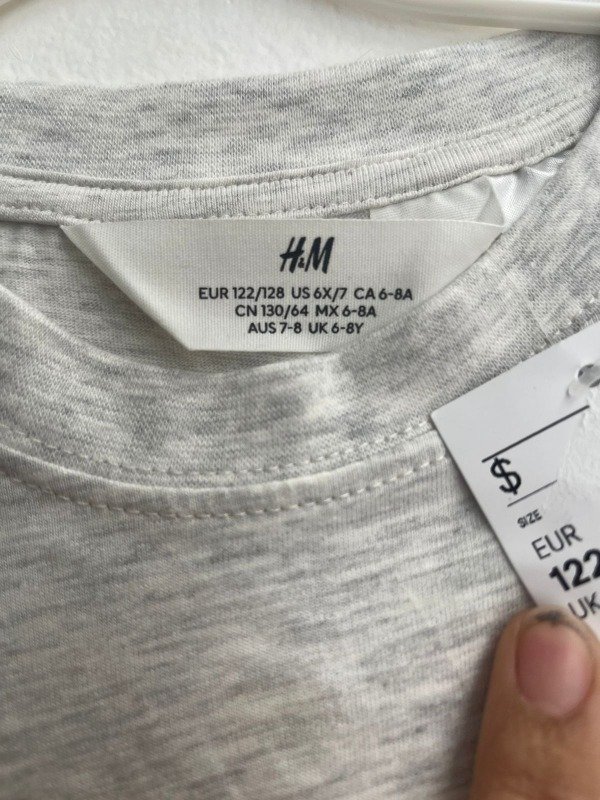 H&M
EUR 122/128 US 6X/7 CA 6-8A
CN 130/64 MX 6-8A
AUS 7-8 UK 6-8Y
$
SIZE
EUR
122
UK